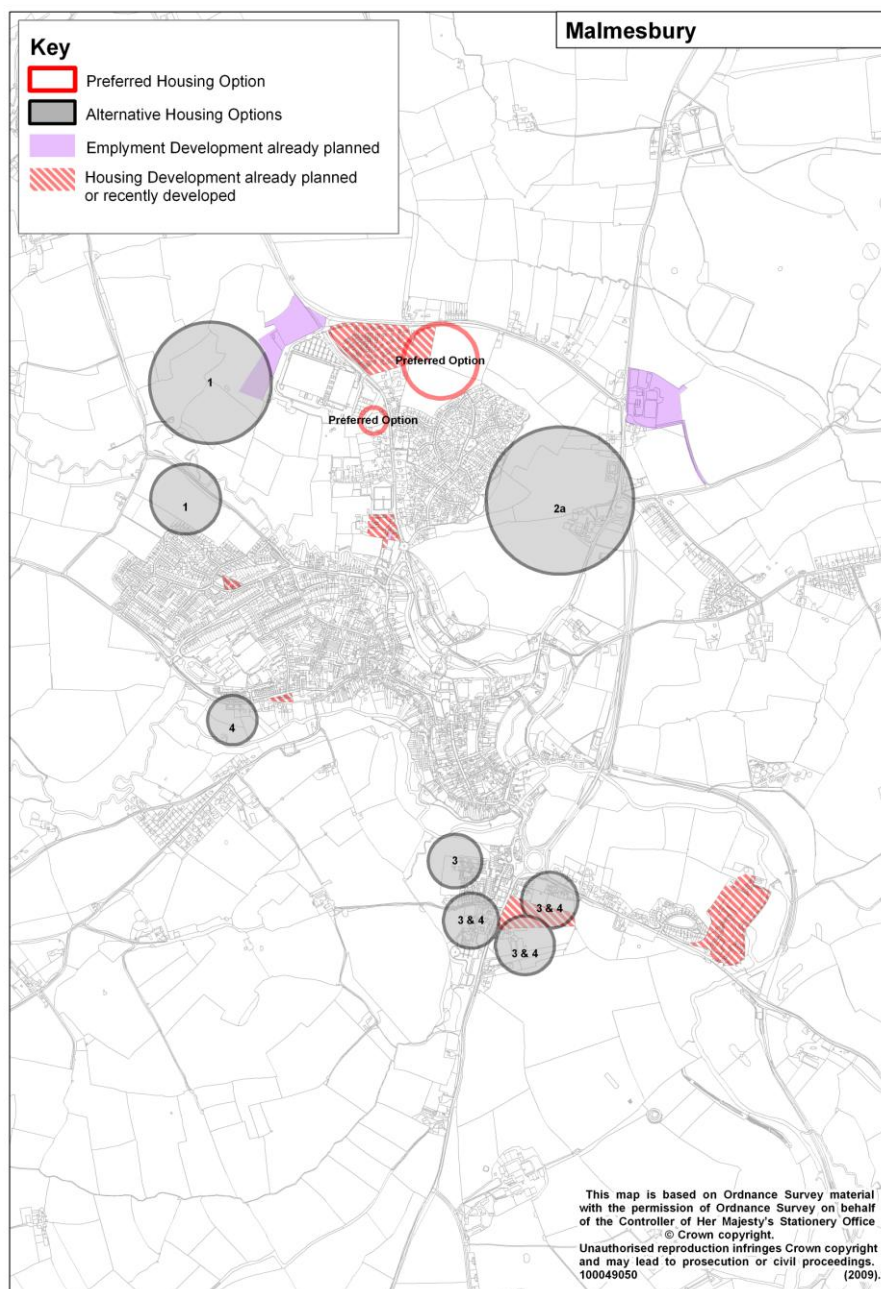 Malmesbury
Key
Preferred Housing Option
Alternative Housing Options
Emplyment Development already planned
Housing Development already planned
or recently developed
Preferred Option
1
Preferred Option
1
2a
4
3
3 & 4
3 & 4
3 & 4
This map is based on Ordnance Survey material
with the permission of Ordnance Survey on behalf
of the Controller of Her Majesty's Stationery Office
© Crown copyright.
Unauthorised reproduction infringes Crown copyright
and may lead to prosecution or civil proceedings.
100049050 (2009).